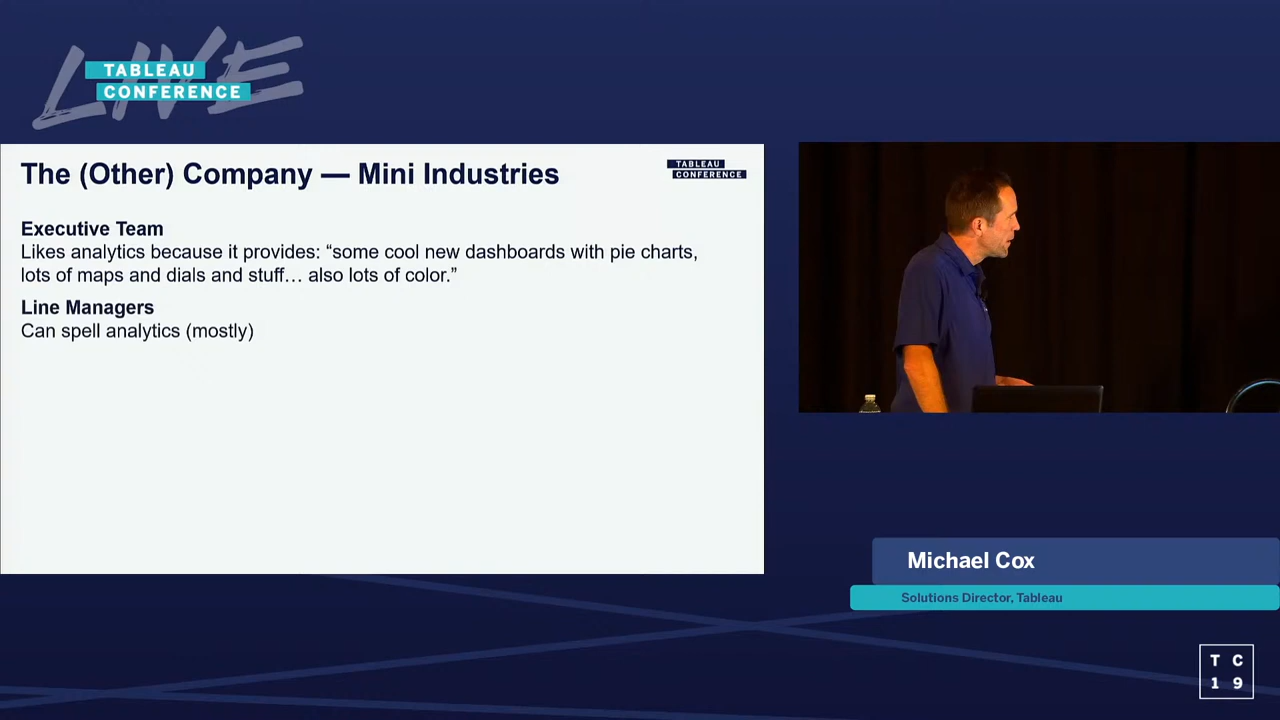 LIVE
TABLEAU
CONFERENCE
The (Other) Company — Mini Industries
TABLEAU
CONFERENCE
Executive Team
Likes analytics because it provides: “some cool new dashboards with pie charts,
lots of maps and dials and stuff… also lots of color.”
Line Managers
Can spell analytics (mostly)
Michael Cox
Solutions Director, Tableau
T C
1 9